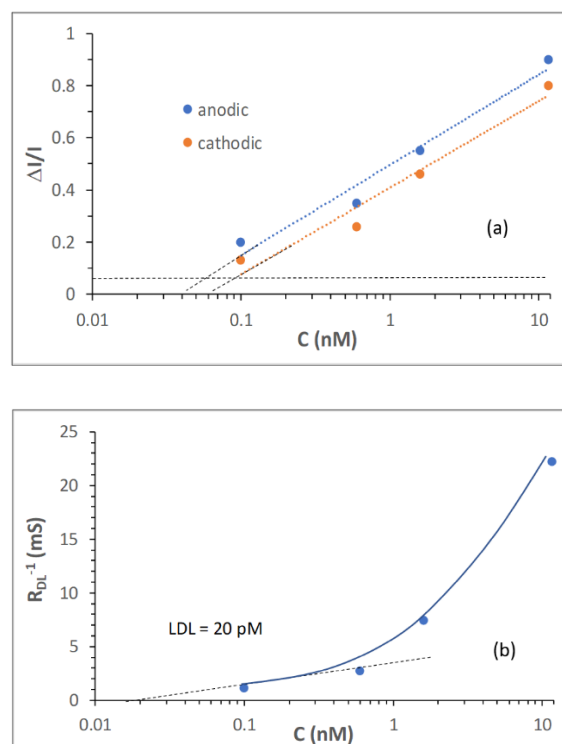 1
0.8
0.6
0.4
0.2
0
ΔI/I
anodic
cathodic
(a)
0.01 0.1 1 10
C (nM)
25
20
15
10
5
0
R_DL^-1 (mS)
LDL = 20 pM
(b)
0.01 0.1 1 10
C (nM)